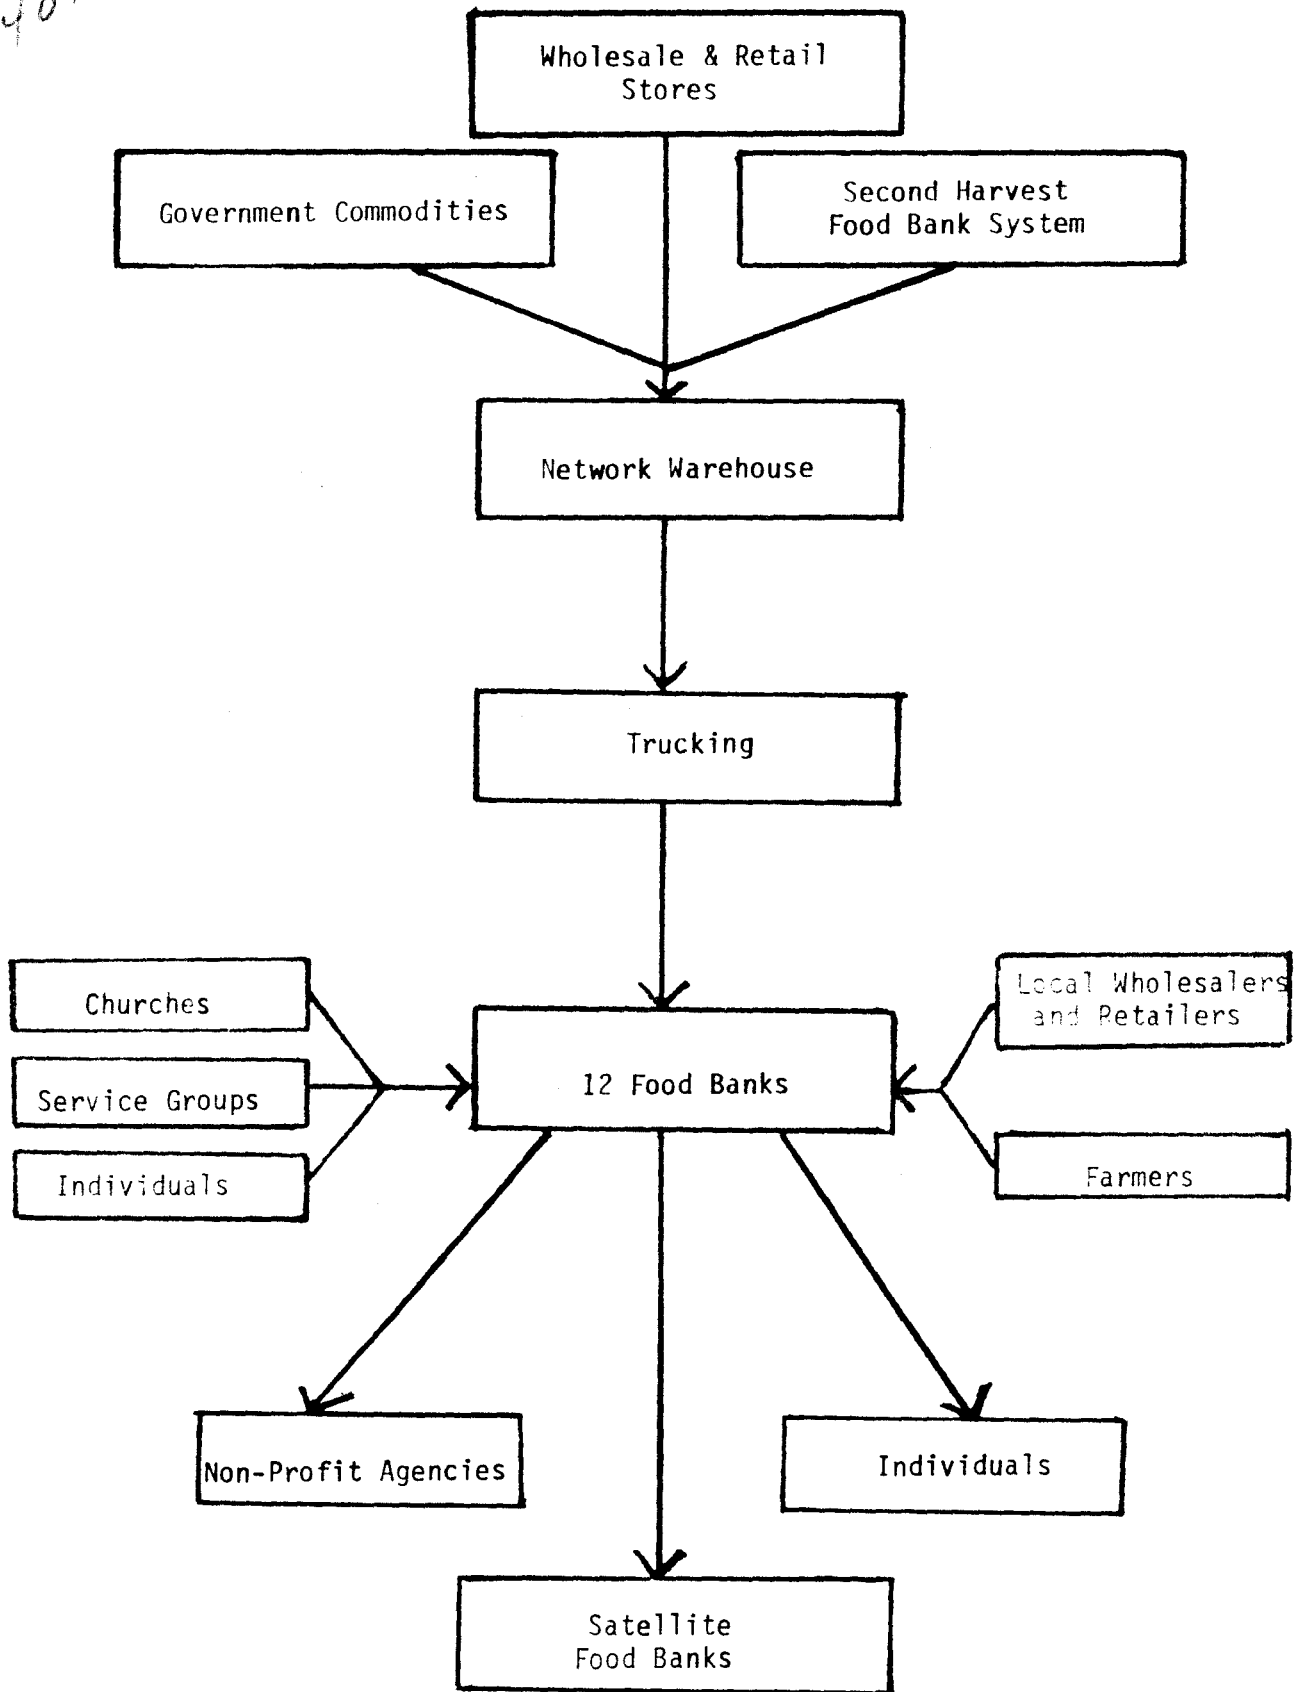 Wholesale & Retail
Stores
Government Commodities
Second Harvest
Food Bank System
Network Warehouse
Trucking
Churches
Service Groups
Individuals
12 Food Banks
Local Wholesalers
and Retailers
Farmers
Non-Profit Agencies
Individuals
Satellite
Food Banks